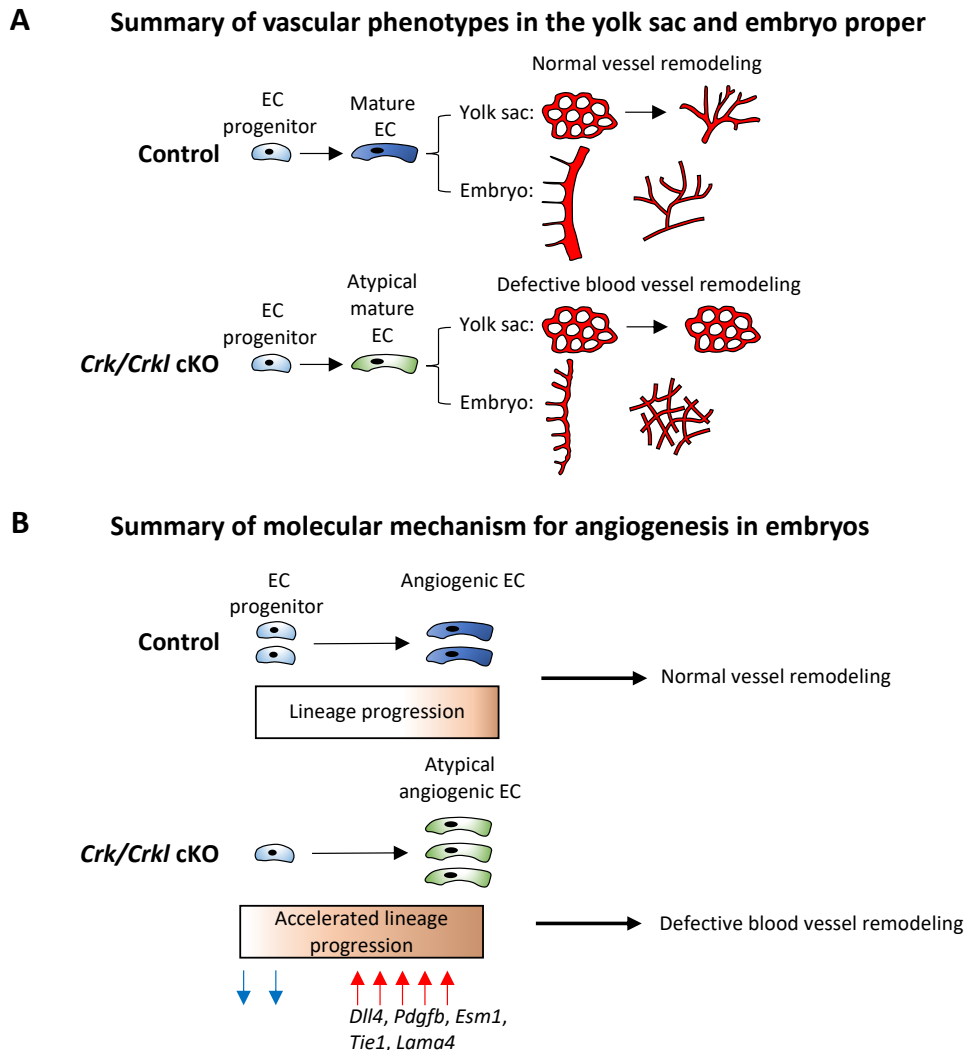 A
Summary of vascular phenotypes in the yolk sac and embryo proper
Normal vessel remodeling
EC
progenitor
Mature
EC
Yolk sac:
Control
Embryo:
Defective blood vessel remodeling
EC
progenitor
Atypical
mature
EC
Yolk sac:
Crk/Crkl cKO
Embryo:
B
Summary of molecular mechanism for angiogenesis in embryos
EC
progenitor
Angiogenic EC
Control
Normal vessel remodeling
Lineage progression
Atypical
angiogenic EC
Crk/Crkl cKO
Accelerated lineage
progression
Defective blood vessel remodeling
Dll4, Pdgfb, Esm1,
Tie1, Lama4